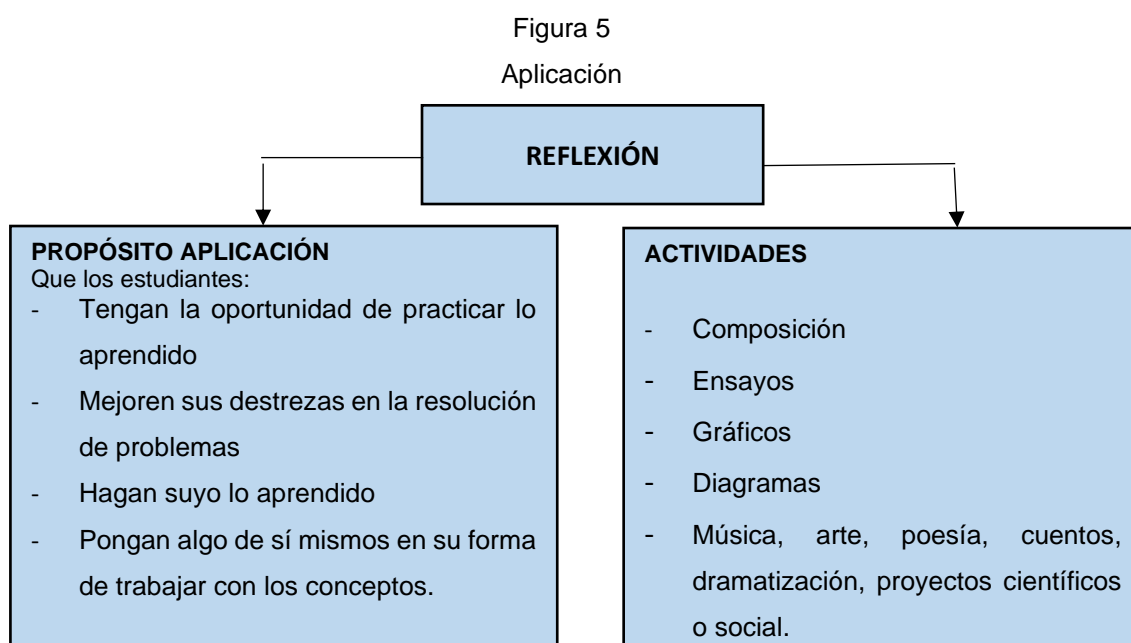 Figura 5
Aplicación
REFLEXIÓN
PROPÓSITO APLICACIÓN
Que los estudiantes:
- Tengan la oportunidad de practicar lo
aprendido
- Mejoren sus destrezas en la resolución
de problemas
- Hagan suyo lo aprendido
- Pongan algo de sí mismos en su forma
de trabajar con los conceptos.
ACTIVIDADES
- Composición
- Ensayos
- Gráficos
- Diagramas
- Música, arte, poesía, cuentos,
dramatización, proyectos científicos
o social.